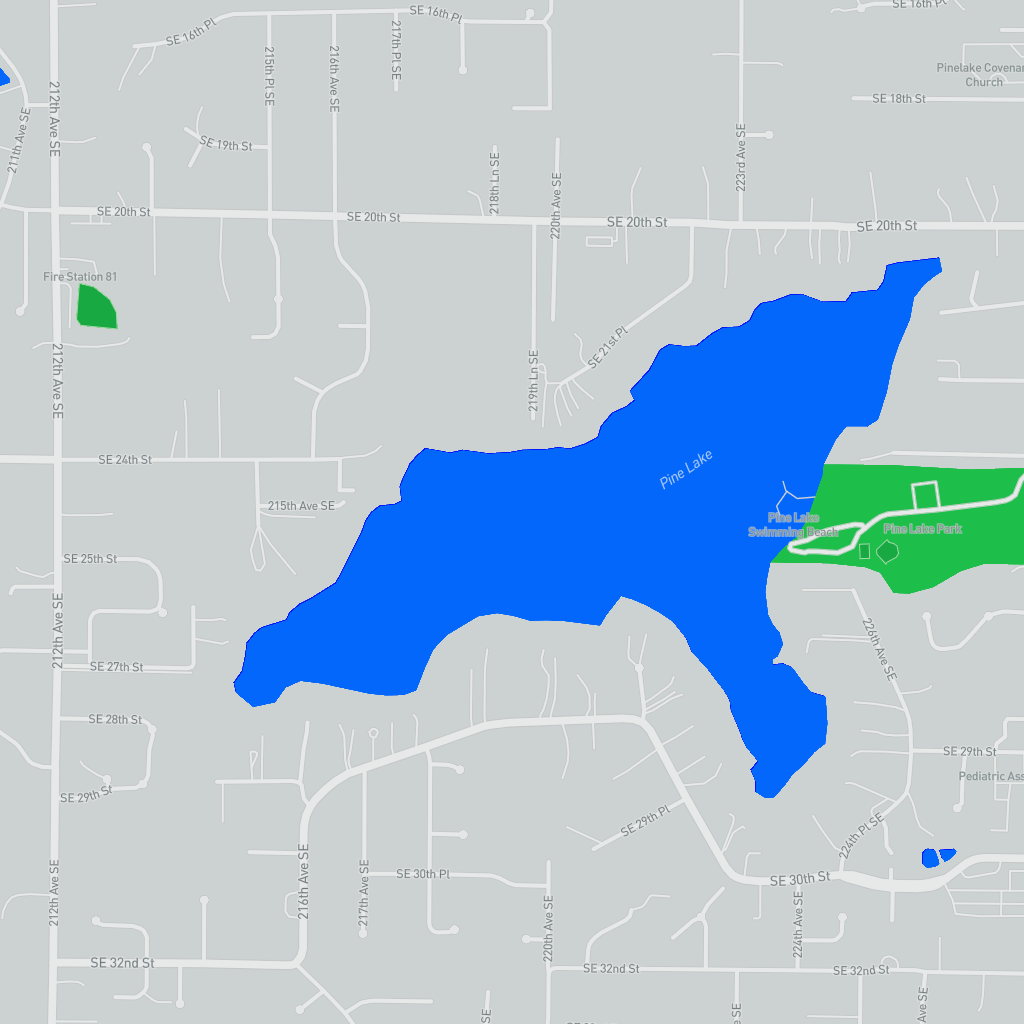 SE 16th Pl
SE 16th Pl
SE 16th Pl
217th Pl SE
215th Pl SE
216th Ave SE
Pinelake Covenan
Church
212th Ave SE
SE 18th St
211th Ave SE
SE 19th St
223rd Ave SE
218th Ln SE
220th Ave SE
SE 20th St
SE 20th St
SE 20th St
SE 20th St
Fire Station 81
SE 21st Pl
212th Ave SE
219th Ln SE
SE 24th St
Pine Lake
215th Ave SE
Pine Lake
Swimming Beach
Pine Lake Park
SE 25th St
212th Ave SE
226th Ave SE
SE 27th St
SE 28th St
SE 29th St
Pediatric Ass
SE 29th St
SE 29th Pl
224th Pl SE
212th Ave SE
216th Ave SE
217th Ave SE
SE 30th Pl
SE 30th St
220th Ave SE
224th Ave SE
SE 32nd St
SE 32nd St
SE 32nd St
SE
SE
Ave SE